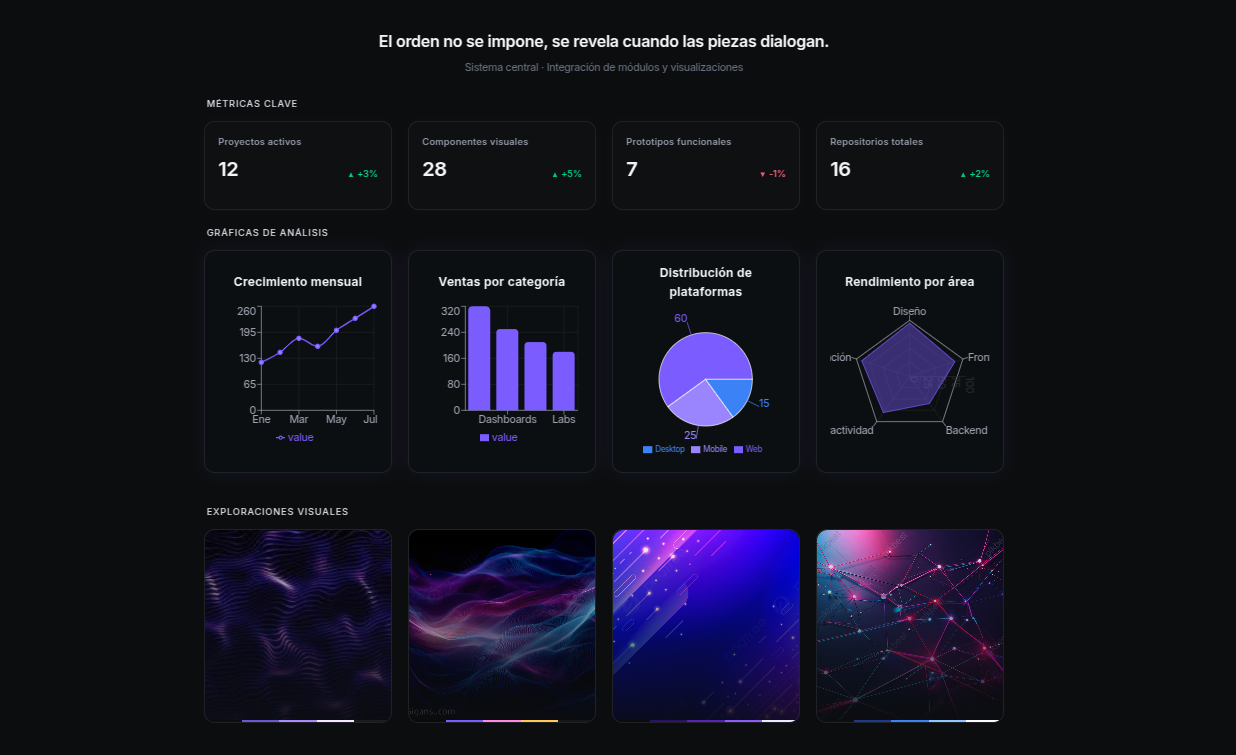 El orden no se impone, se revela cuando las piezas dialogan.
Sistema central · Integración de módulos y visualizaciones
MÉTRICAS CLAVE
Proyectos activos
12
▲ +3%
Componentes visuales
28
▲ +5%
Prototipos funcionales
7
▼ -1%
Repositorios totales
16
▲ +2%
GRÁFICAS DE ANÁLISIS
Crecimiento mensual
260
195
130
65
0
Ene Mar May Jul
value
Ventas por categoría
320
240
160
80
0
Dashboards Labs
value
Distribución de
plataformas
60
15
25
Desktop Mobile Web
Rendimiento por área
Diseño
ción
Fron
100
actividad
Backend
EXPLORACIONES VISUALES